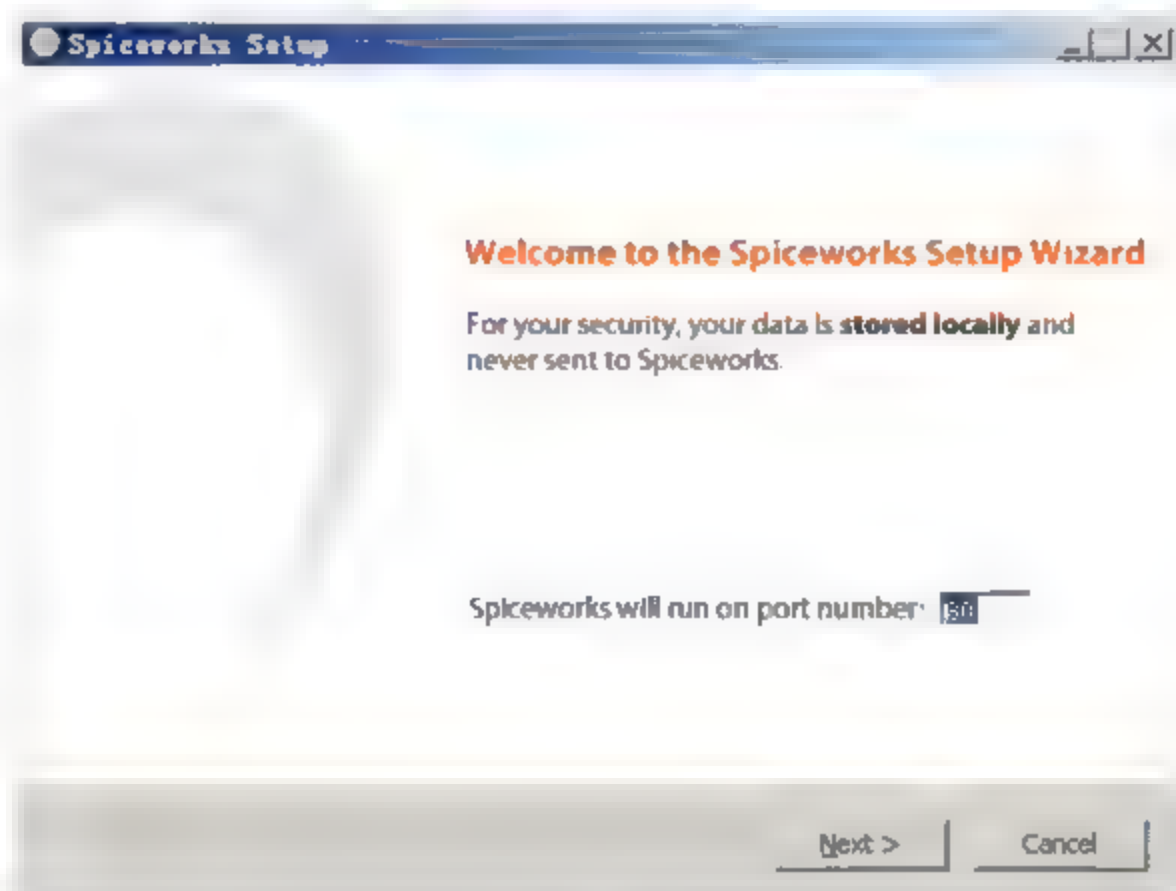 Spiceworks Setup
Welcome to the Spiceworks Setup Wizard
For your security, your data is stored locally and
never sent to Spiceworks.
Spiceworks will run on port number:
Next >
Cancel